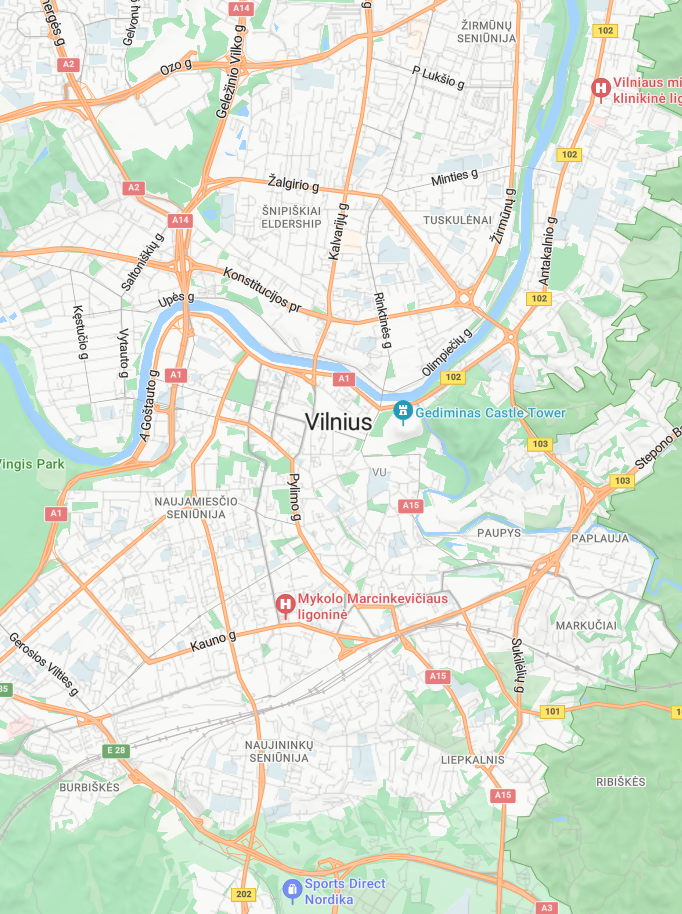 A14
ŽIRMŪNŲ
SENIŪNIJA
102
Gelvonų g
A2
Ozo g
Geležinio Vilko g
P Lukšio g
Vilniaus mi
klinikinė lig
102
Žalgirio g
Minties g
A2
A14
ŠNIPIŠKIAI
ELDERSHIP
TUSKULĖNAI
Kalvarijų g
Žirmūnų g
Antakalnio g
Saltoniškių g
Konstitucijos pr
Upės g
102
Kęstučio g
Vytauto g
Rinktinės g
Olimpiečių g
A1
A1
102
A Goštauto g
Vilnius
Gediminas Castle Tower
103
Stepono Ba
Vingis Park
VU
103
Pylimo g
NAUJAMIESČIO
SENIŪNIJA
A15
A1
PAUPYS
PAPLAUJA
Mykolo Marcinkevičiaus
ligoninė
MARKUČIAI
Kauno g
Gerosios Vilties g
Sukilėlių g
A15
85
101
1
E 28
NAUJININKŲ
SENIŪNIJA
LIEPKALNIS
BURBIŠKĖS
RIBIŠKĖS
A15
202
Sports Direct
Nordika
A3